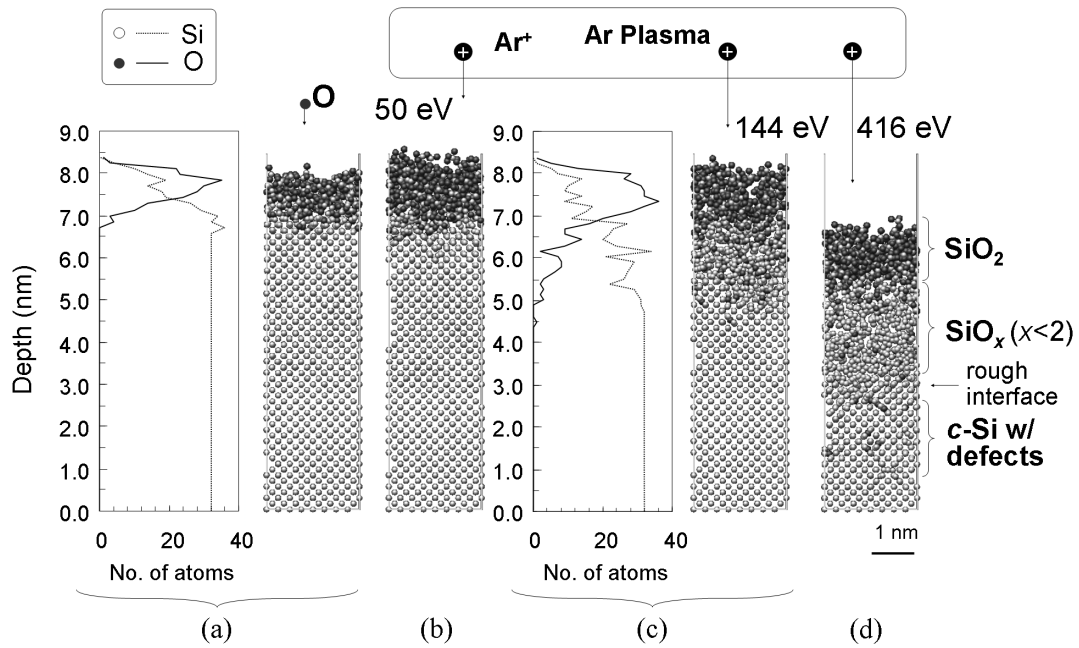 Si
O
Ar⁺
Ar Plasma
+
+
+
O
50 eV
144 eV
416 eV
Depth (nm)
9.0
8.0
7.0
6.0
5.0
4.0
3.0
2.0
1.0
0.0
0 20 40
No. of atoms
9.0
8.0
7.0
6.0
5.0
4.0
3.0
2.0
1.0
0.0
0 20 40
No. of atoms
SiO₂
SiOₓ (x<2)
rough
interface
c-Si w/
defects
1 nm
(a)
(b)
(c)
(d)